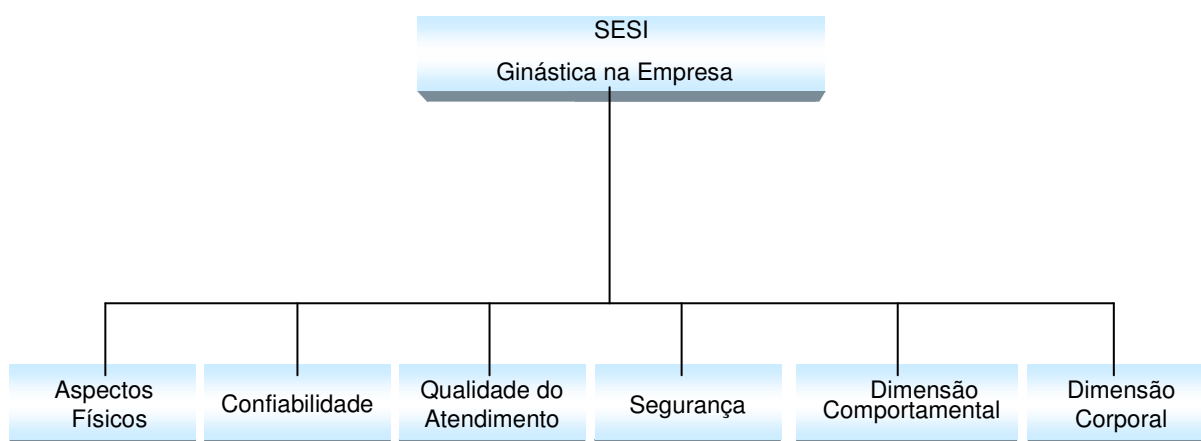 SESI
Ginástica na Empresa
Aspectos
Físicos
Confiabilidade
Qualidade do
Atendimento
Segurança
Dimensão
Comportamental
Dimensão
Corporal